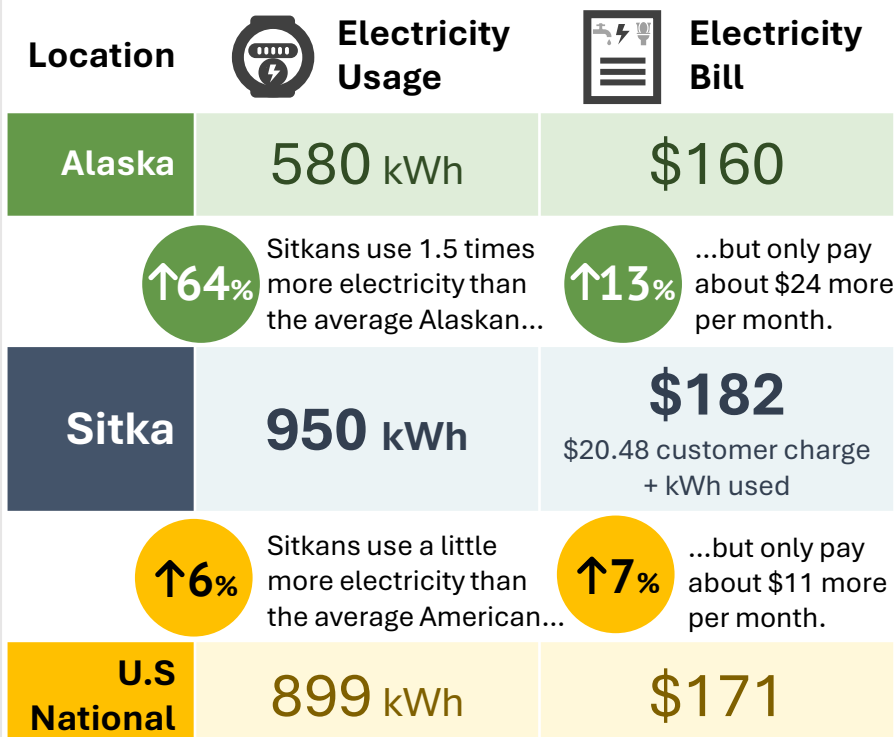 Location
Electricity
Usage
Electricity
Bill
Alaska
580 kWh
$160
↑64%
Sitkans use 1.5 times
more electricity than
the average Alaskan...
↑13%
...but only pay
about $24 more
per month.
Sitka
950 kWh
$182
$20.48 customer charge
+ kWh used
↑6%
Sitkans use a little
more electricity than
the average American...
↑7%
...but only pay
about $11 more
per month.
U.S
National
899 kWh
$171